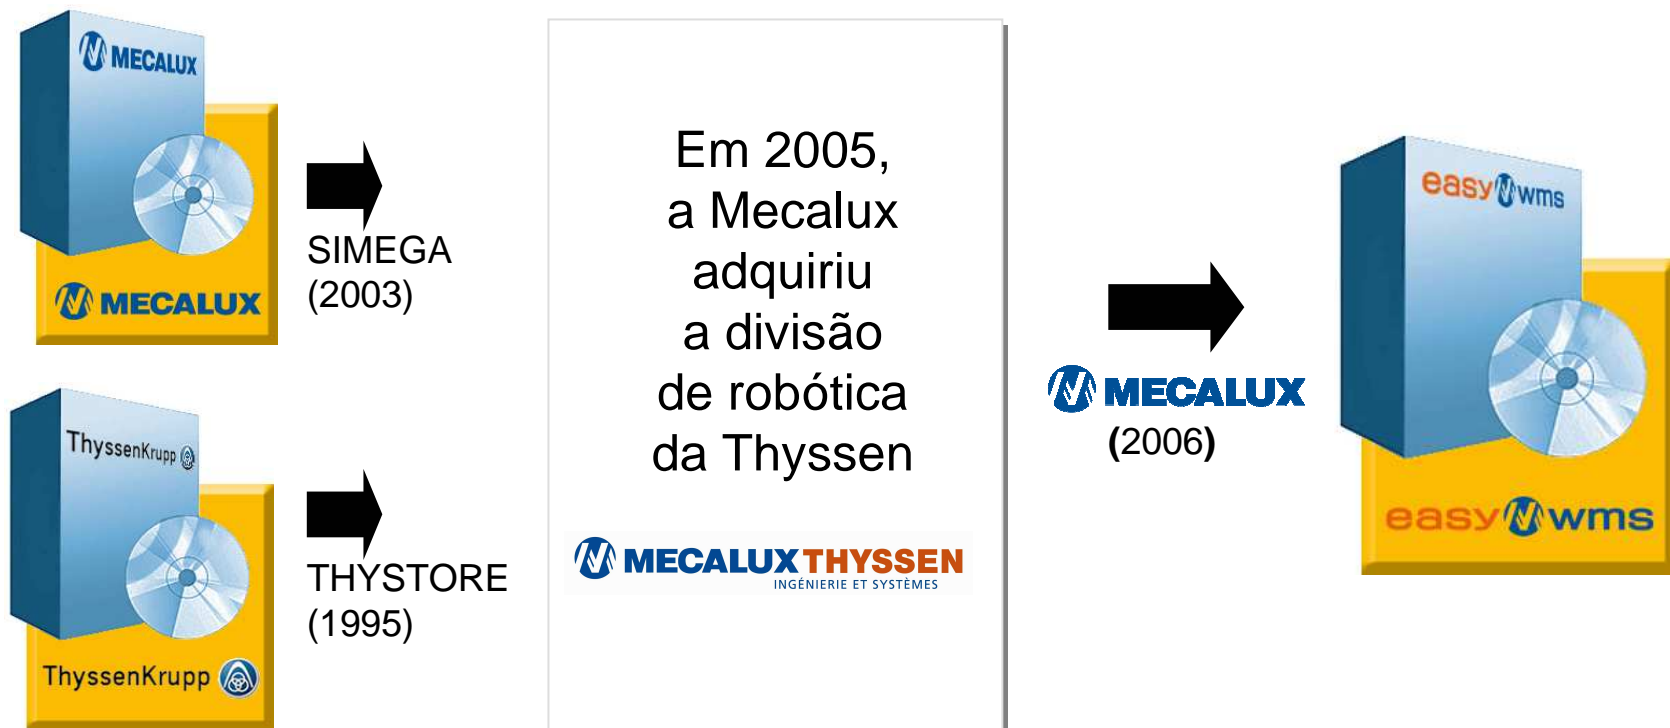 MECALUX
MECALUX
SIMEGA
(2003)
ThyssenKrupp
ThyssenKrupp
THYSTORE
(1995)
Em 2005,
a Mecalux
adquiriu
a divisão
de robótica
da Thyssen
MECALUX THYSSEN
INGÉNIERIE ET SYSTÈMES
MECALUX
(2006)
easy wms
easy wms